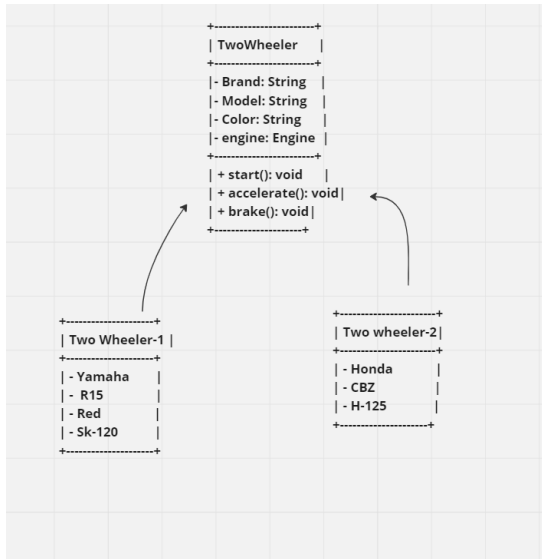 +------------------------+
| TwoWheeler |
+------------------------+
|- Brand: String |
|- Model: String |
|- Color: String |
|- engine: Engine |
+------------------------+
| + start(): void |
| + accelerate(): void|
| + brake(): void|
+---------------------+
+---------------------+
| Two Wheeler-1 |
+---------------------+
| - Yamaha |
| - R15 |
| - Red |
| - Sk-120 |
+---------------------+
+-----------------------+
| Two wheeler-2|
+-----------------------+
| - Honda |
| - CBZ |
| - H-125 |
+---------------------+